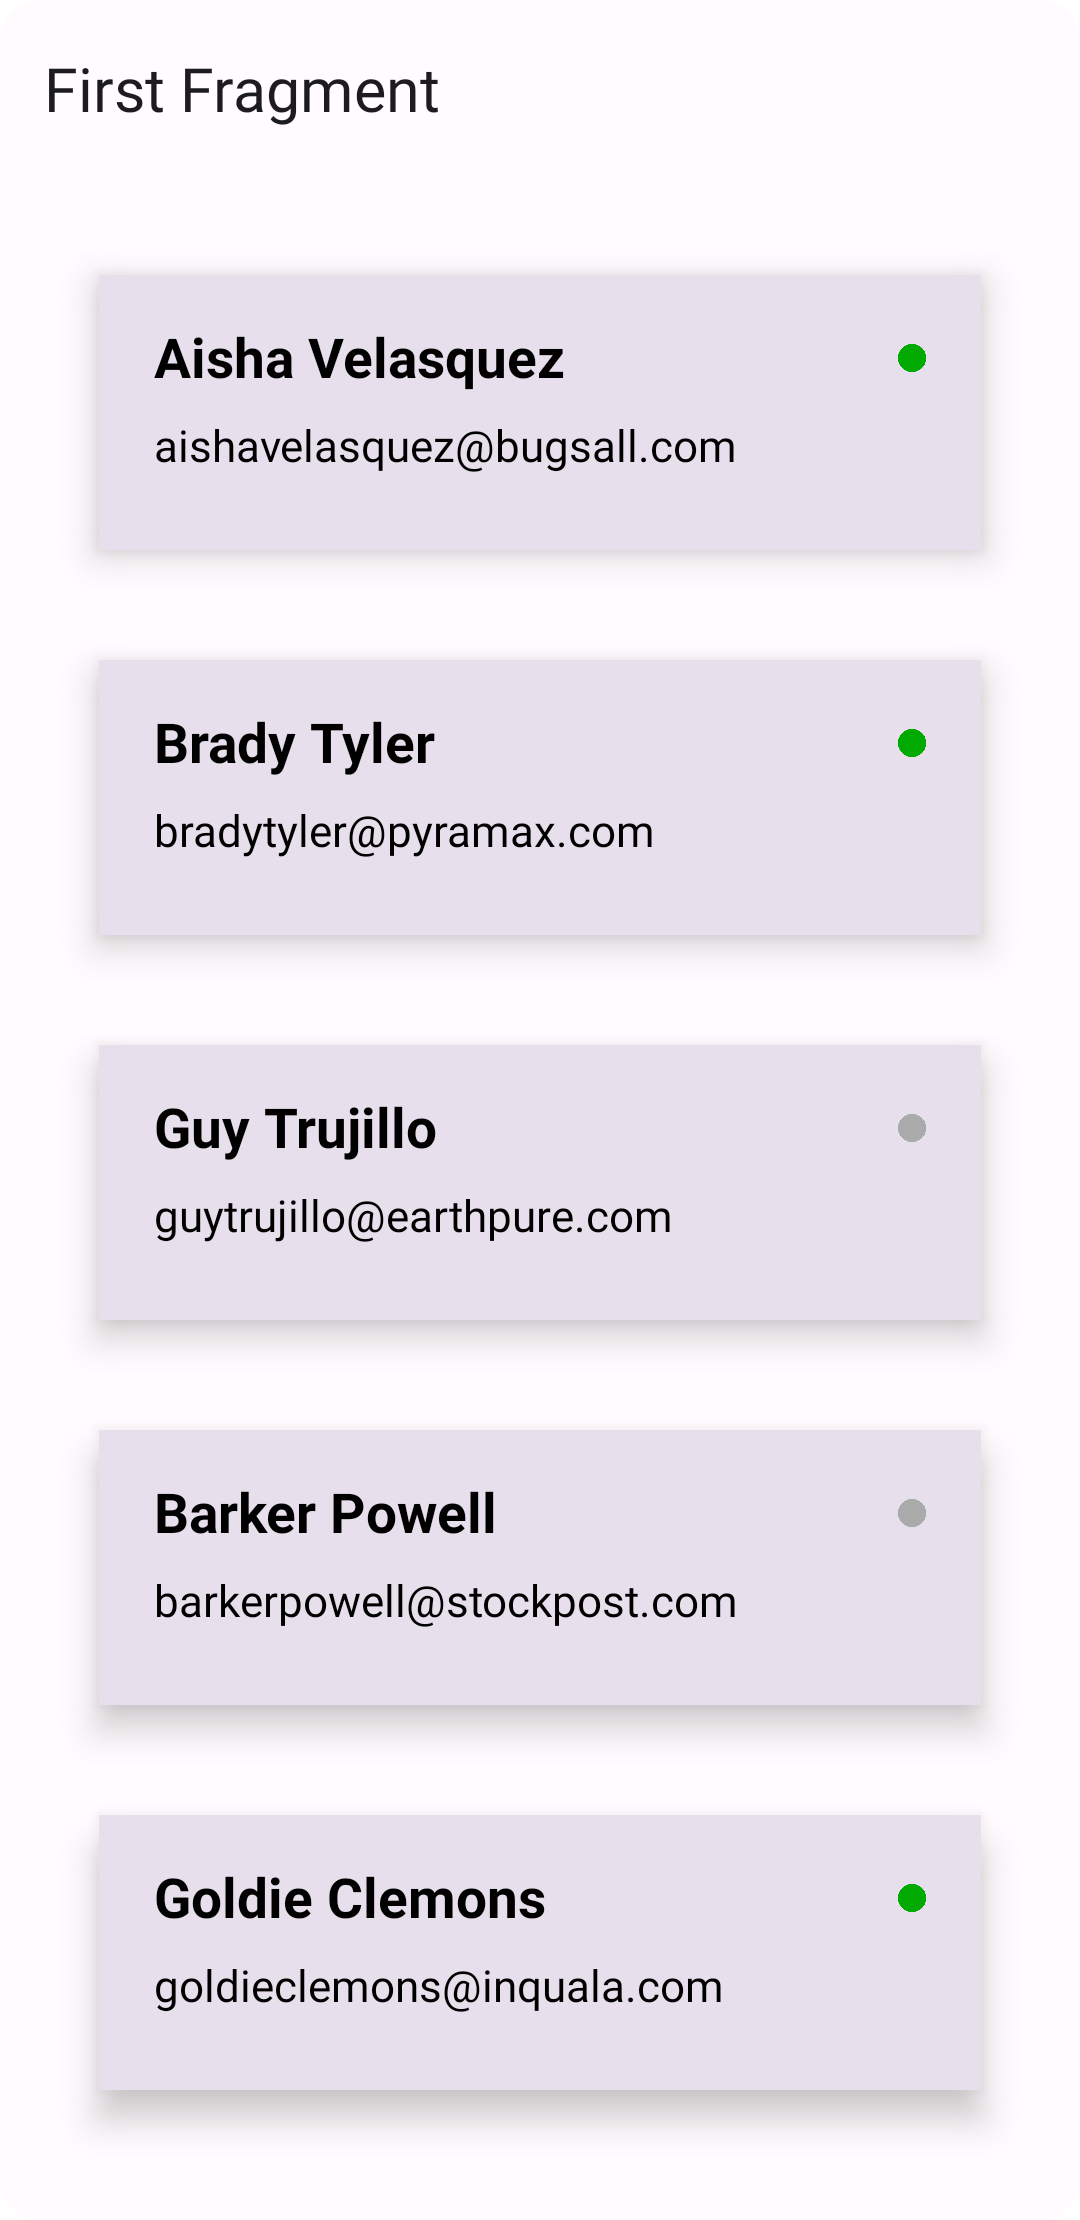 First Fragment
Aisha Velasquez
aishavelasquez@bugsall.com
Brady Tyler
bradytyler@pyramax.com
Guy Trujillo
guytrujillo@earthpure.com
Barker Powell
barkerpowell@stockpost.com
Goldie Clemons
goldieclemons@inquala.com